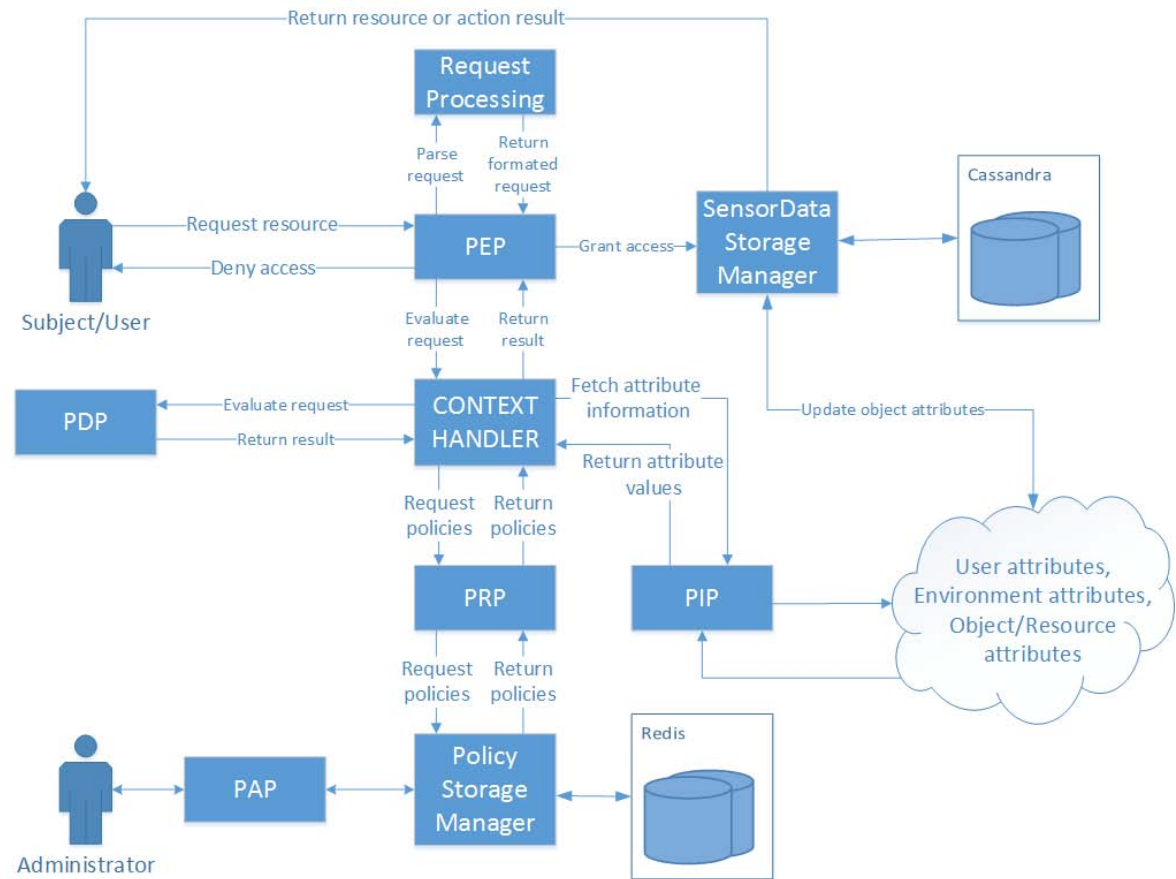 Return resource or action result
Request
Processing
Parse
request
Return
formated
request
Cassandra
Request resource
PEP
Grant access
SensorData
Storage
Manager
Deny access
Subject/User
Evaluate
request
Return
result
PDP
Evaluate request
Return result
CONTEXT
HANDLER
Fetch attribute
information
Update object attributes
Return attribute
values
Request
policies
Return
policies
PRP
PIP
User attributes,
Environment attributes,
Object/Resource
attributes
Request
policies
Return
policies
Redis
PAP
Policy
Storage
Manager
Administrator